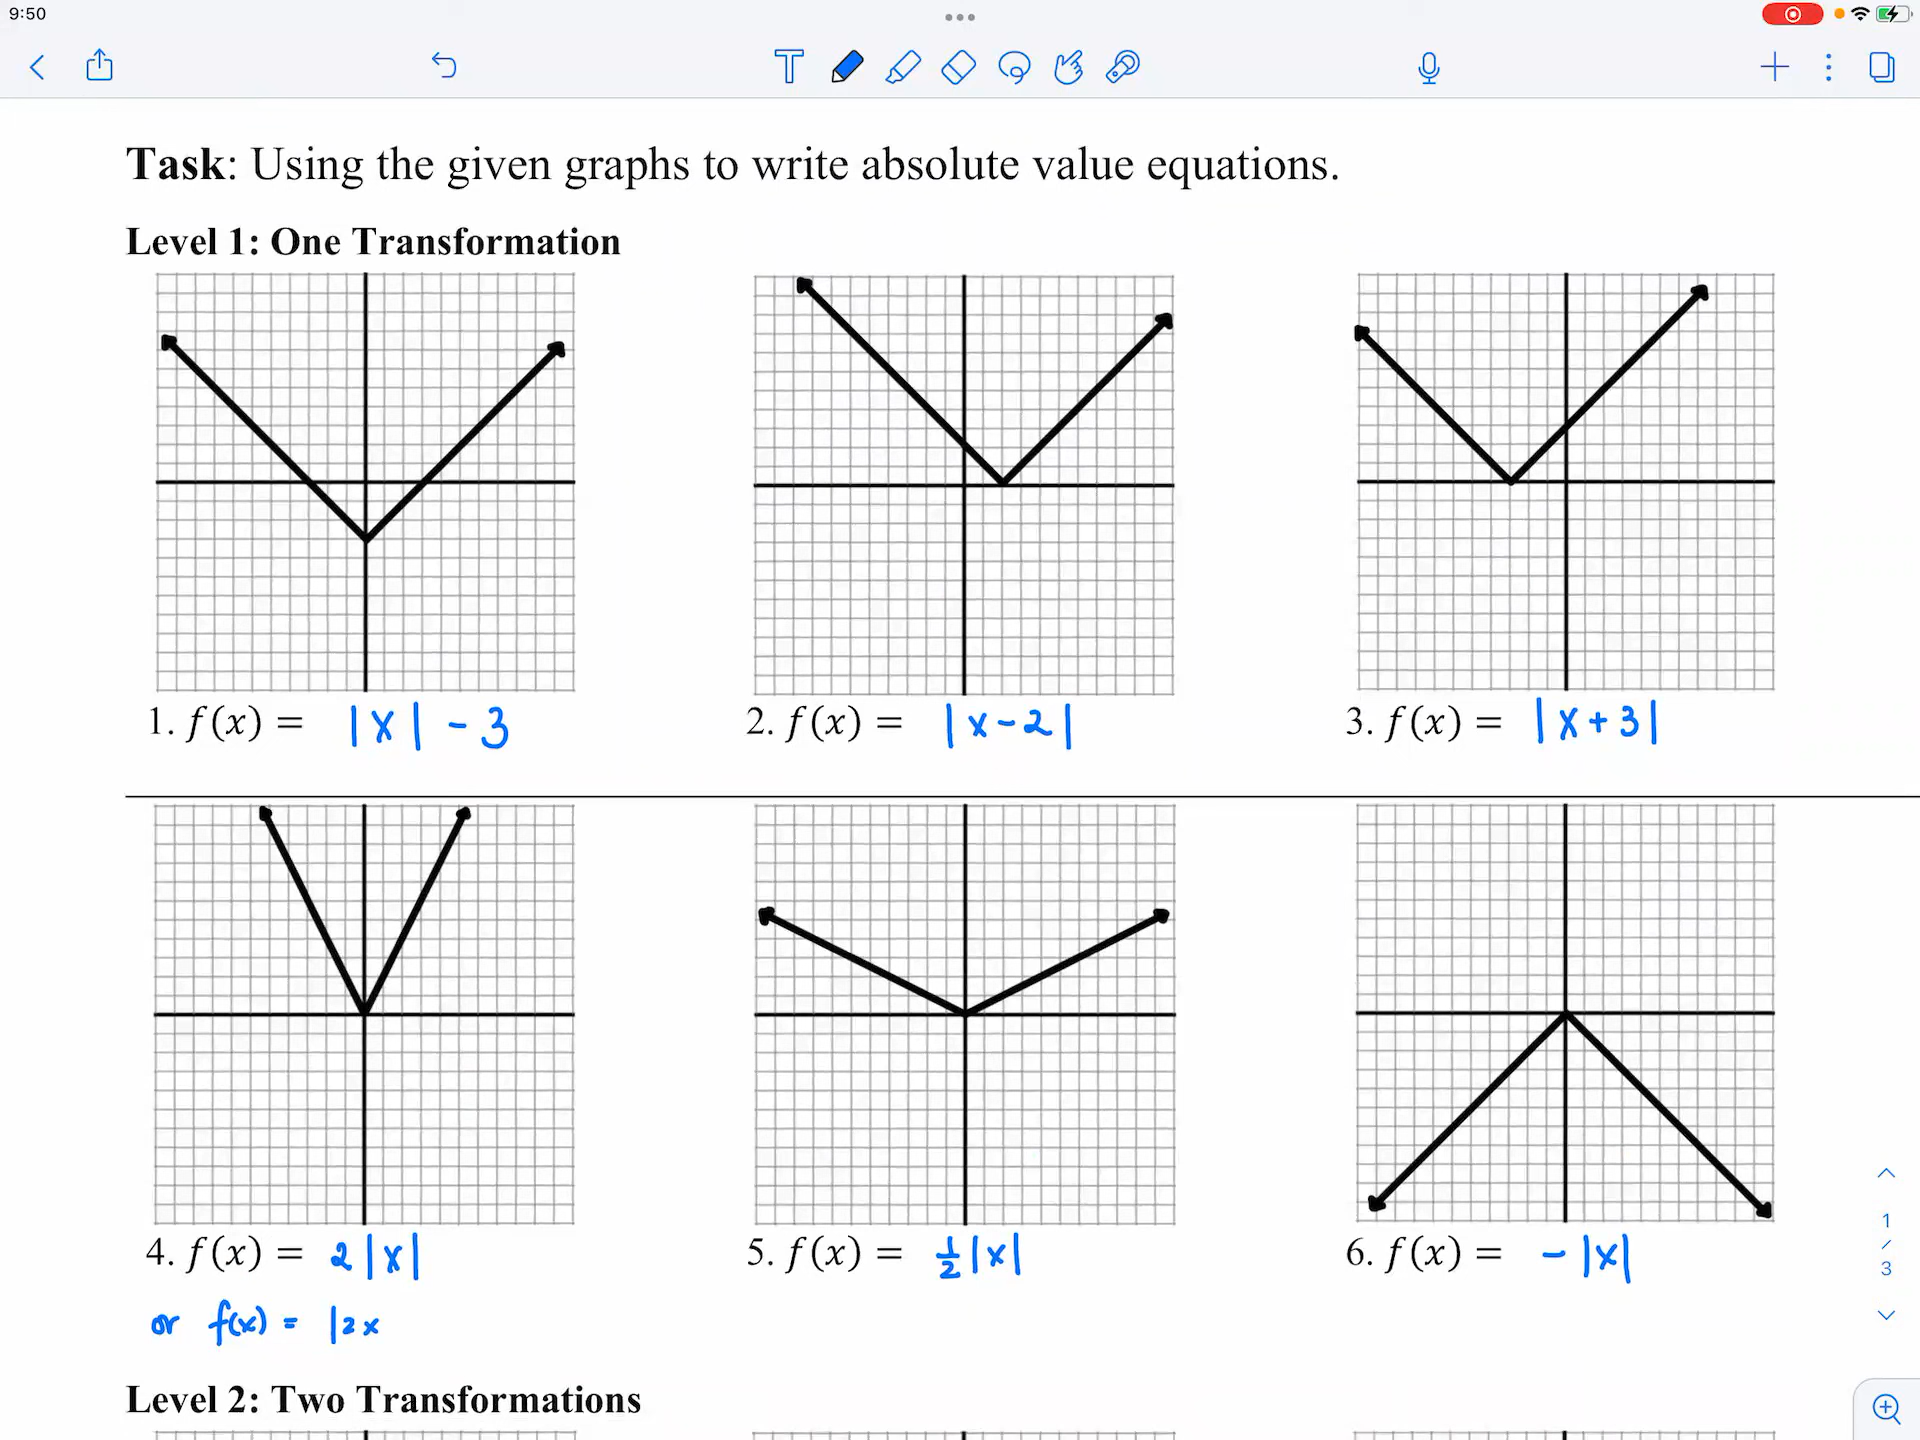 9:50
Task: Using the given graphs to write absolute value equations.
Level 1: One Transformation
1. f(x) = |x| - 3
2. f(x) = |x-2|
3. f(x) = |x+3|
4. f(x) = 2|x|
5. f(x) = ½|x|
6. f(x) = -|x|
or f(x) = |2x
1/3
Level 2: Two Transformations